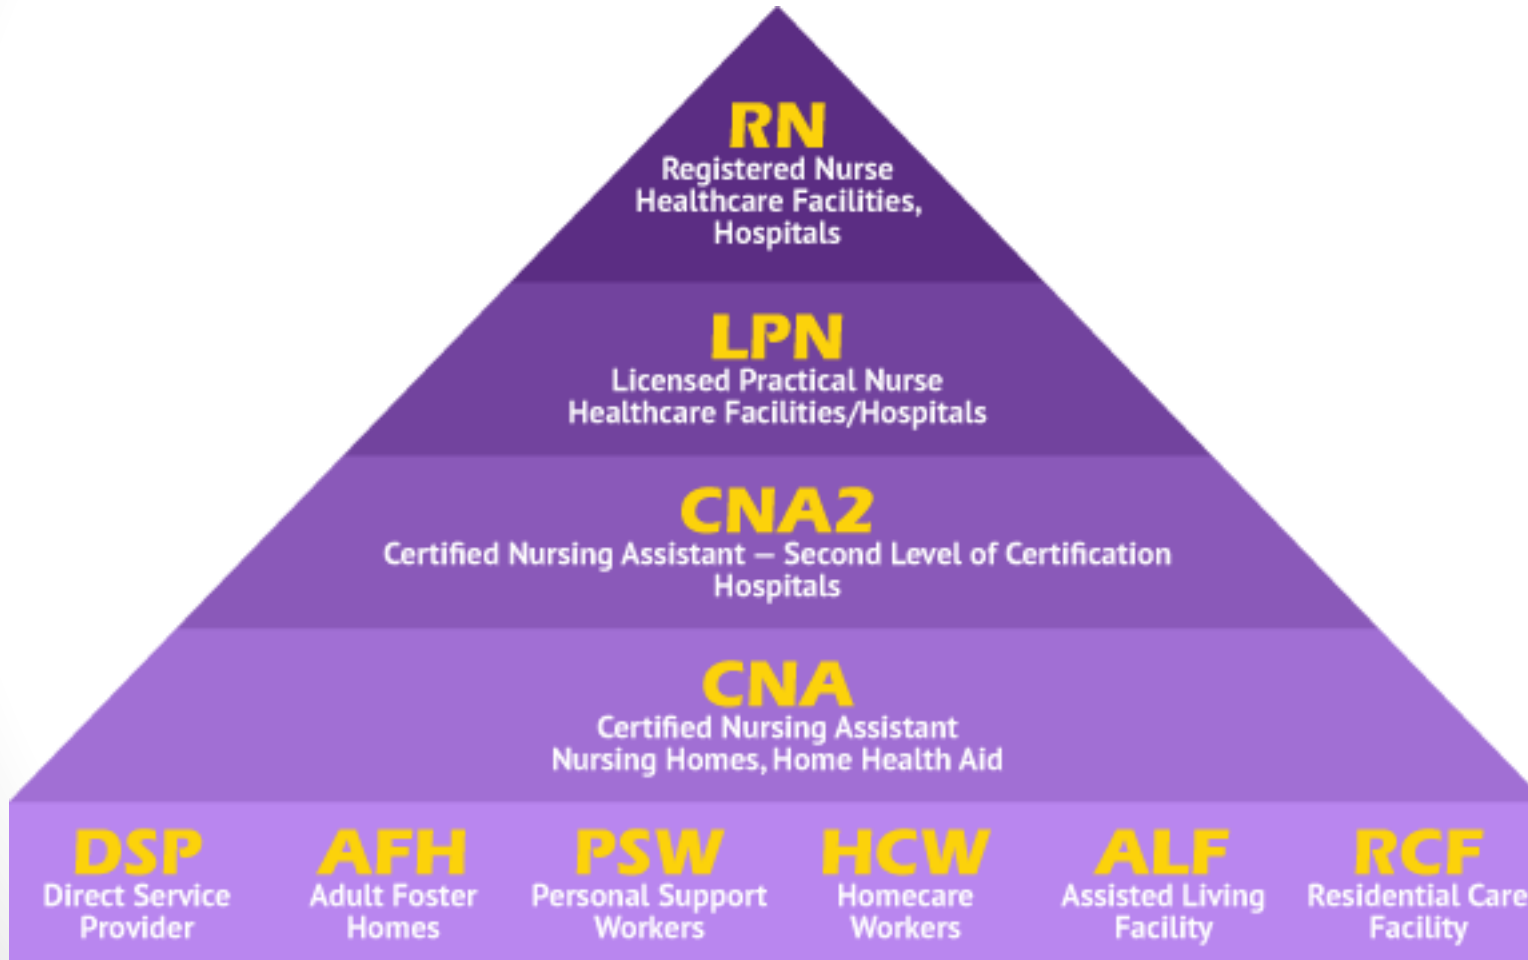 RN
Registered Nurse
Healthcare Facilities,
Hospitals
LPN
Licensed Practical Nurse
Healthcare Facilities/Hospitals
CNA2
Certified Nursing Assistant — Second Level of Certification
Hospitals
CNA
Certified Nursing Assistant
Nursing Homes, Home Health Aid
DSP
Direct Service
Provider
AFH
Adult Foster
Homes
PSW
Personal Support
Workers
HCW
Homecare
Workers
ALF
Assisted Living
Facility
RCF
Residential Care
Facility